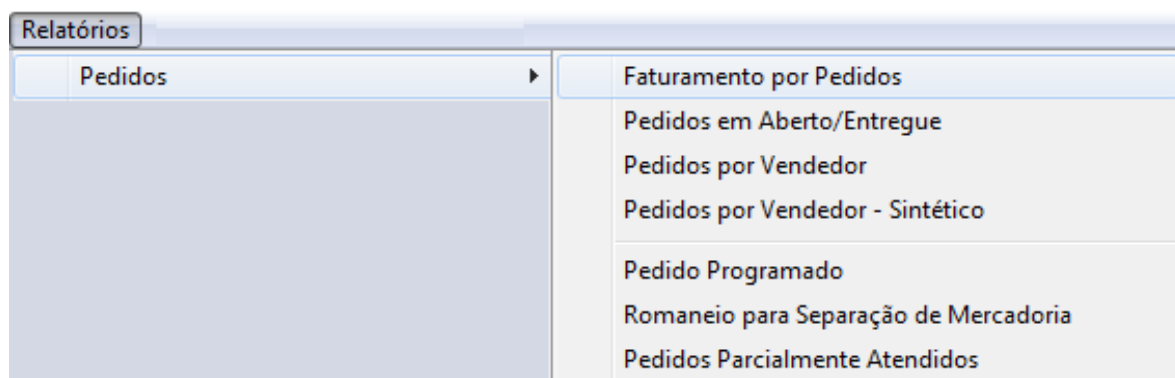 Relatórios
Pedidos
Faturamento por Pedidos
Pedidos em Aberto/Entregue
Pedidos por Vendedor
Pedidos por Vendedor - Sintético
Pedido Programado
Romaneio para Separação de Mercadoria
Pedidos Parcialmente Atendidos